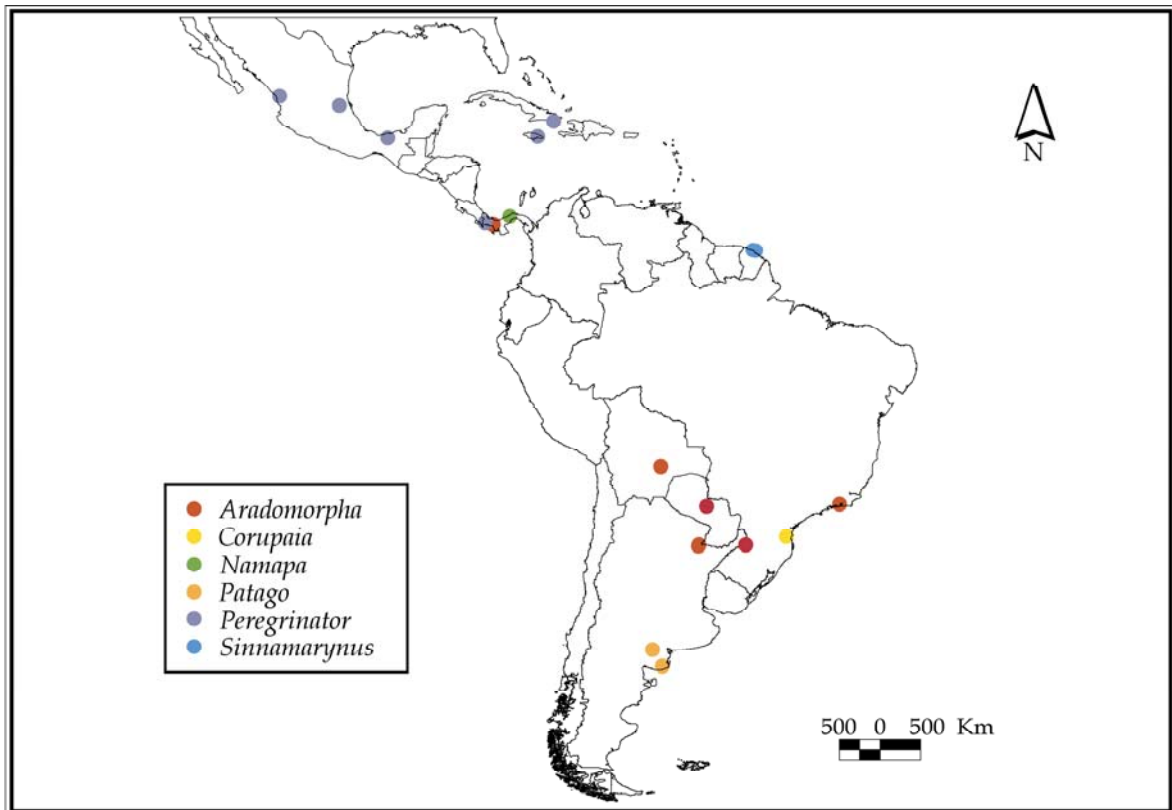 N
Aradomorpha
Corupaia
Namapa
Patago
Peregrinator
Sinnamarynus
500 0 500 Km